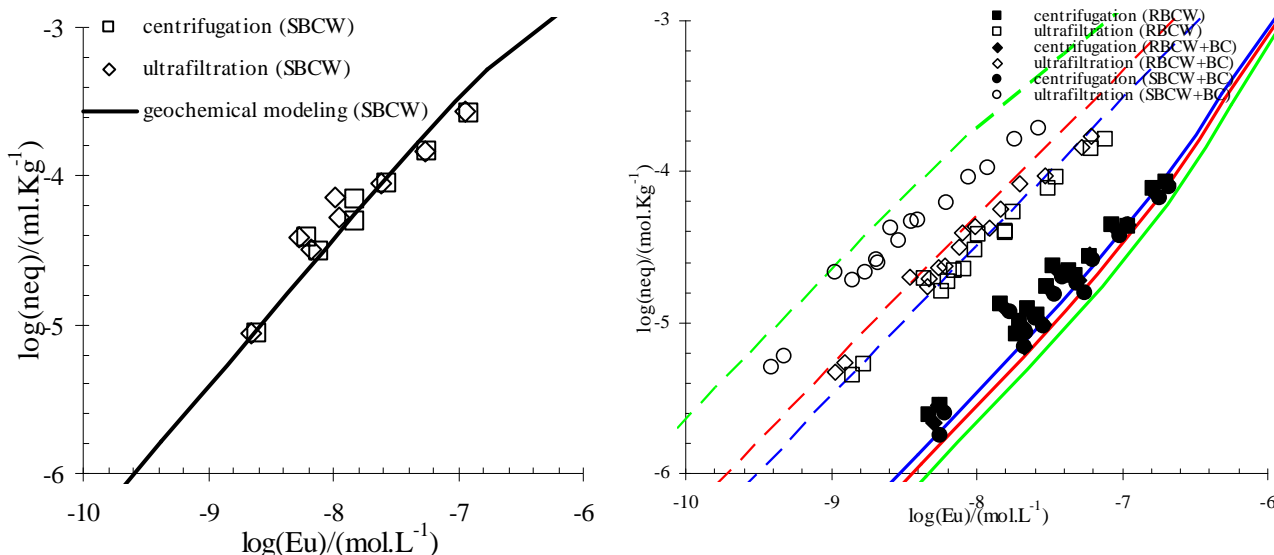 -3
centrifugation (SBCW)
ultrafiltration (SBCW)
geochemical modeling (SBCW)
-4
-5
-6
log(neq)/(ml.Kg-1)
-10 -9 -8 -7 -6
log(Eu)/(mol.L-1)
-3
centrifugation (RBCW)
ultrafiltration (RBCW)
centrifugation (RBCW+BC)
ultrafiltration (RBCW+BC)
centrifugation (SBCW+BC)
ultrafiltration (SBCW+BC)
-4
-5
-6
log(neq)/(mol.Kg-1)
-10 -9 -8 -7 -6
log(Eu)/(mol.L-1)